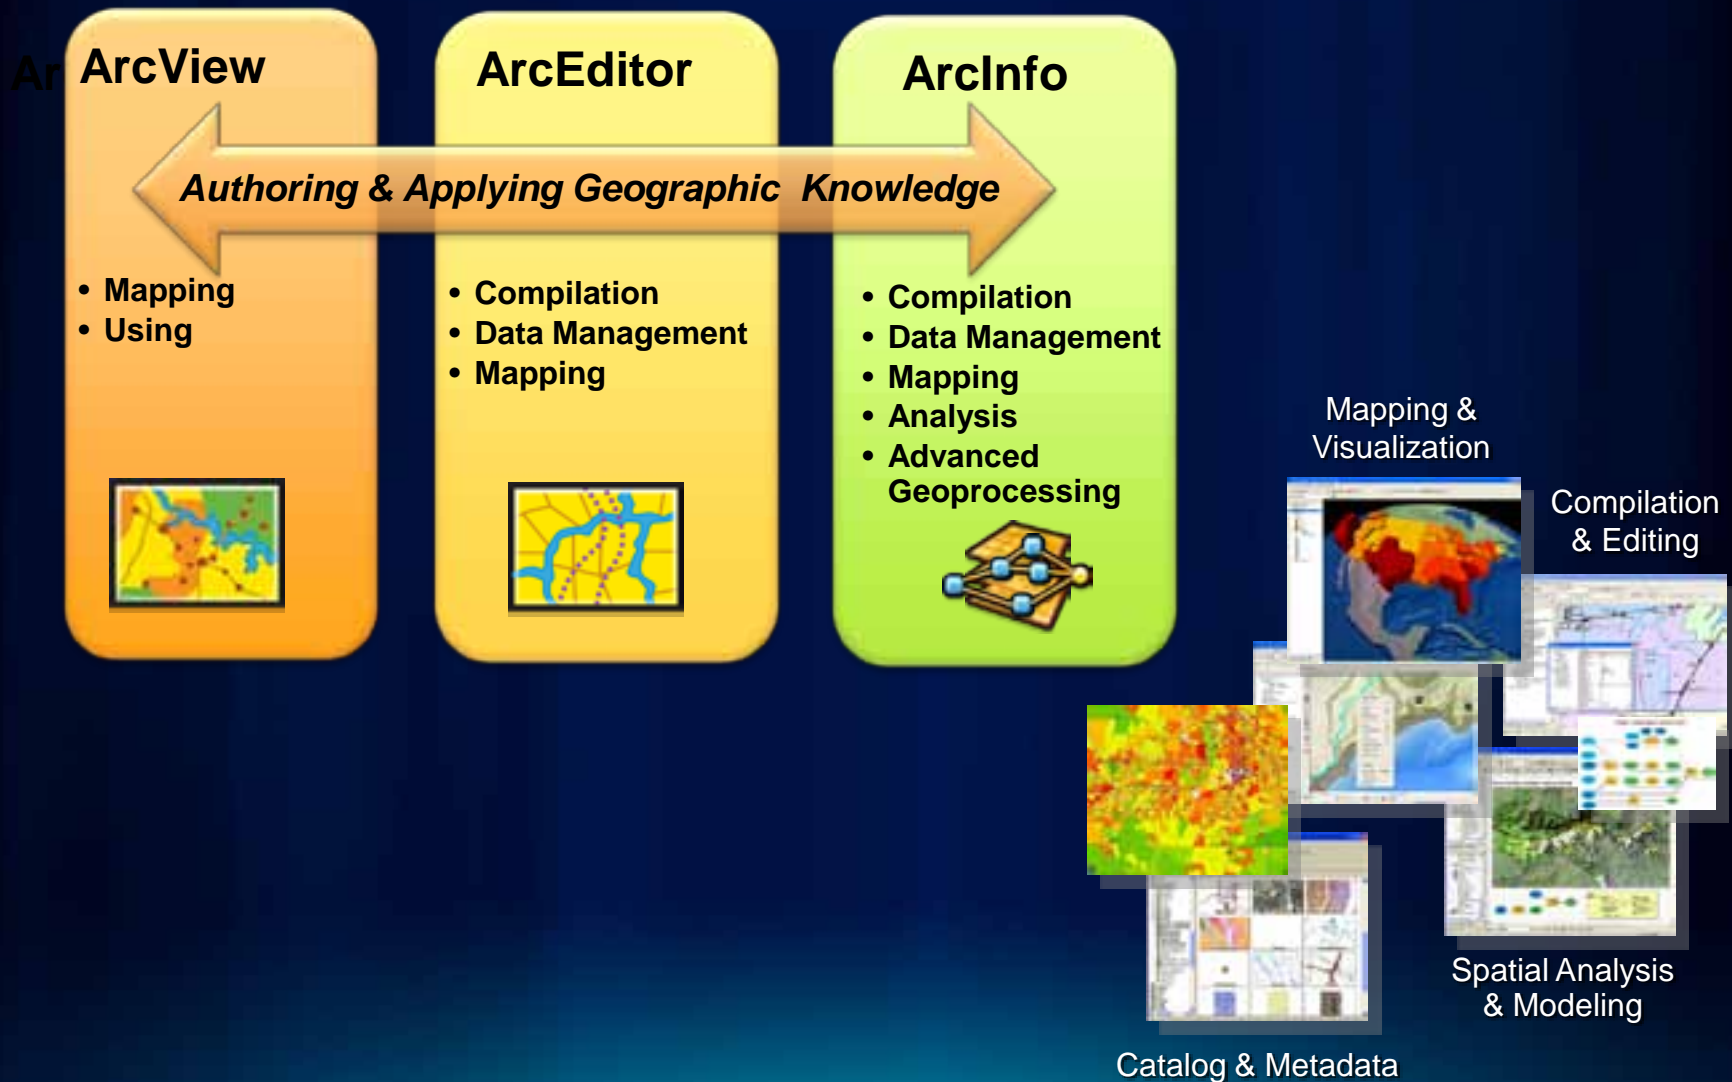 Ar
ArcView
ArcEditor
ArcInfo
Authoring & Applying Geographic Knowledge
• Mapping
• Using
• Compilation
• Data Management
• Mapping
• Compilation
• Data Management
• Mapping
• Analysis
• Advanced
Geoprocessing
Mapping &
Visualization
Compilation
& Editing
Spatial Analysis
& Modeling
Catalog & Metadata